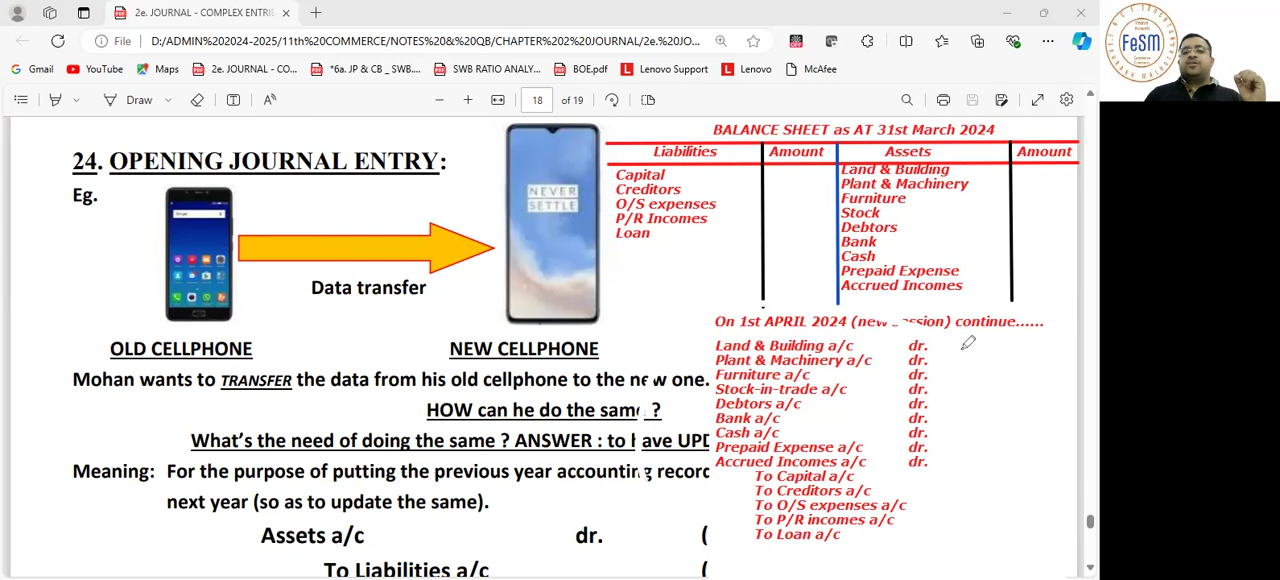 2e. JOURNAL - COMPLEX ENTRIE
File
D:/ADMIN%202024-2025/11th%20COMMERCE/NOTES%20&%20QB/CHAPTER%202%20JOURNAL/2e.%20JO...
Gmail
YouTube
Maps
2e. JOURNAL - CO...
*6a. JP & CB _ SWB....
SWB RATIO ANALY...
BOE.pdf
Lenovo Support
Lenovo
McAfee
Draw
18 of 19
FeSM
24. OPENING JOURNAL ENTRY:
Eg.
NEVER
SETTLE
Data transfer
OLD CELLPHONE
NEW CELLPHONE
Mohan wants to TRANSFER the data from his old cellphone to the new one.
HOW can he do the same ?
What's the need of doing the same ? ANSWER : to have UPD
Meaning: For the purpose of putting the previous year accounting record
next year (so as to update the same).
Assets a/c dr. (
To Liabilities a/c (
BALANCE SHEET as AT 31st March 2024
Liabilities Amount Assets Amount
Capital
Creditors
O/S expenses
P/R Incomes
Loan
Land & Building
Plant & Machinery
Furniture
Stock
Debtors
Bank
Cash
Prepaid Expense
Accrued Incomes
On 1st APRIL 2024 (new session) continue......
Land & Building a/c dr.
Plant & Machinery a/c dr.
Furniture a/c dr.
Stock-in-trade a/c dr.
Debtors a/c dr.
Bank a/c dr.
Cash a/c dr.
Prepaid Expense a/c dr.
Accrued Incomes a/c dr.
To Capital a/c
To Creditors a/c
To O/S expenses a/c
To P/R incomes a/c
To Loan a/c